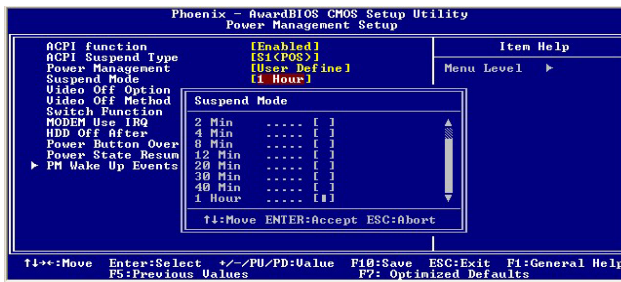 Phoenix - AwardBIOS CMOS Setup Utility
Power Management Setup
ACPI function [Enabled]
ACPI Suspend Type [S1(POS)]
Power Management [User Define]
Suspend Mode [1 Hour]
Video Off Option
Video Off Method
Switch Function
MODEM Use IRQ
HDD Off After
Power Button Over
Power State Resum
► PM Wake Up Events
Item Help
Menu Level ►
Suspend Mode
2 Min ..... [ ]
4 Min ..... [ ]
8 Min ..... [ ]
12 Min ..... [ ]
20 Min ..... [ ]
30 Min ..... [ ]
40 Min ..... [ ]
1 Hour ..... [■]
↑↓:Move ENTER:Accept ESC:Abort
↑↓→←:Move Enter:Select +/-/PU/PD:Value F10:Save ESC:Exit F1:General Help
F5:Previous Values F7: Optimized Defaults